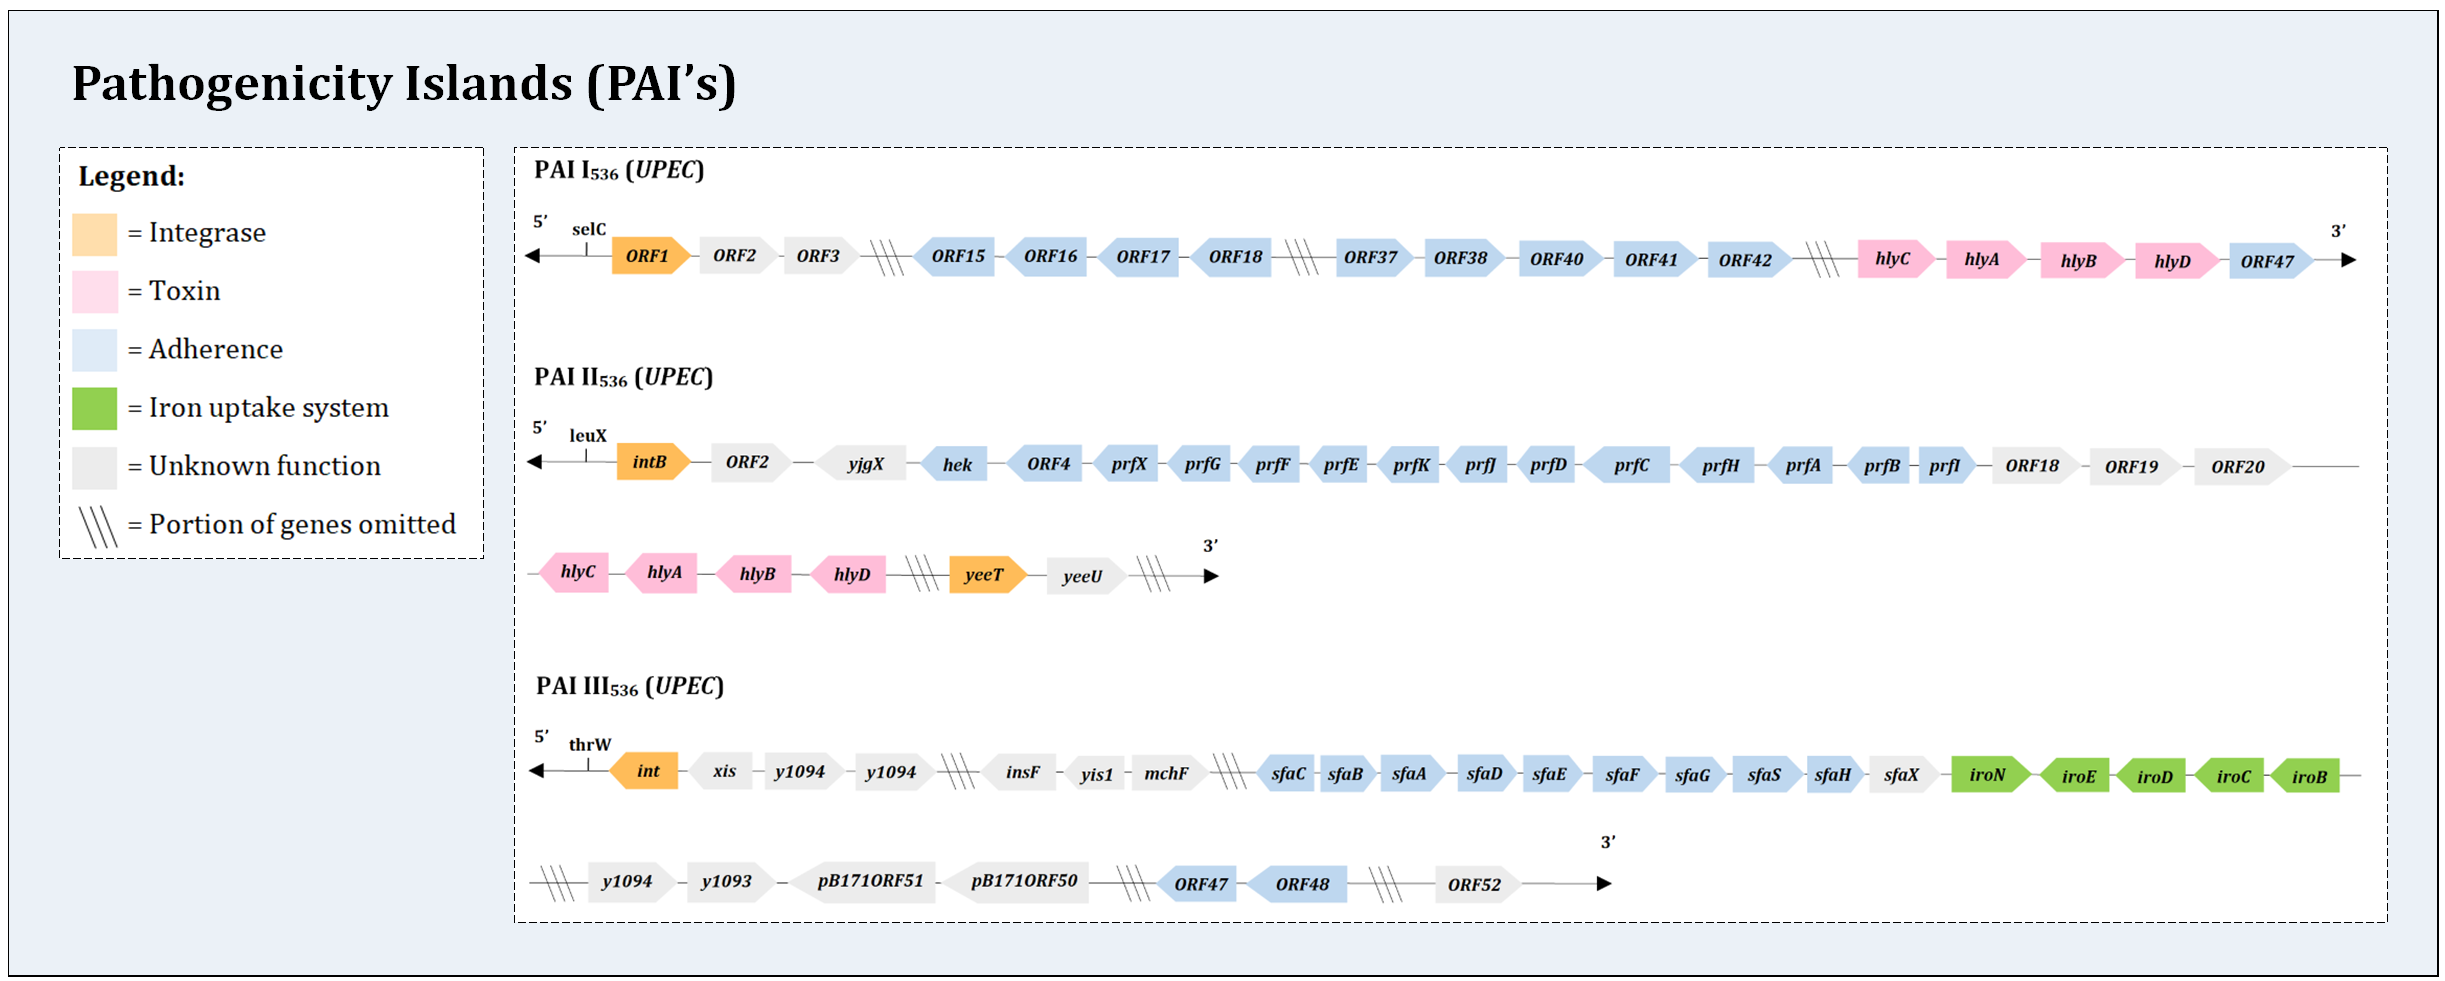 Pathogenicity Islands (PAI’s)
Legend:
= Integrase
= Toxin
= Adherence
= Iron uptake system
= Unknown function
= Portion of genes omitted
PAI I₅₃₆ (UPEC)
5’ selC 3’
ORF1 ORF2 ORF3 ORF15 ORF16 ORF17 ORF18 ORF37 ORF38 ORF40 ORF41 ORF42 hlyC hlyA hlyB hlyD ORF47
PAI II₅₃₆ (UPEC)
5’ leuX
intB ORF2 yjgX hek ORF4 prfX prfG prfF prfE prfK prfJ prfD prfC prfH prfA prfB prfI ORF18 ORF19 ORF20
3’
hlyC hlyA hlyB hlyD yeeT yeeU
PAI III₅₃₆ (UPEC)
5’ thrW
int xis y1094 y1094 insF yis1 mchF sfaC sfaB sfaA sfaD sfaE sfaF sfaG sfaS sfaH sfaX iroN iroE iroD iroC iroB
3’
y1094 y1093 pB171ORF51 pB171ORF50 ORF47 ORF48 ORF52